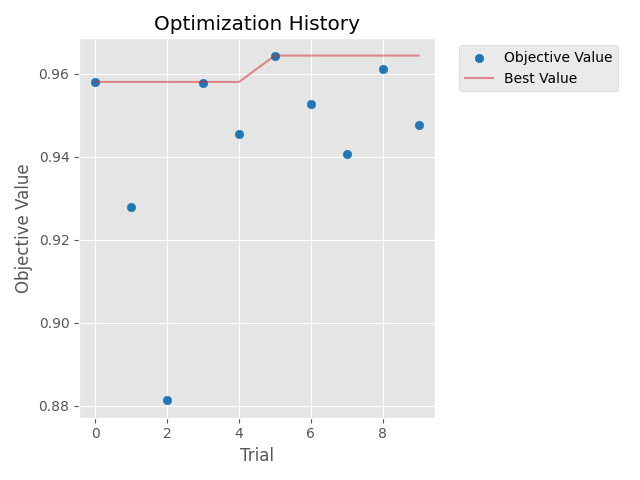 Optimization History
Objective Value
Best Value
Objective Value
0.96
0.94
0.92
0.90
0.88
0 2 4 6 8
Trial